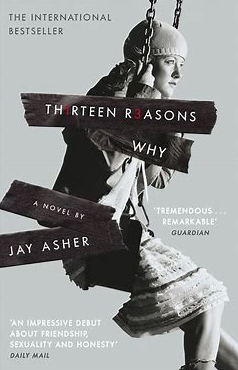 THE INTERNATIONAL
BESTSELLER
TH1RTEEN R3ASONS
WHY
A NOVEL BY
JAY ASHER
'TREMENDOUS . . .
REMARKABLE'
GUARDIAN
'AN IMPRESSIVE DEBUT
ABOUT FRIENDSHIP,
SEXUALITY AND HONESTY'
DAILY MAIL